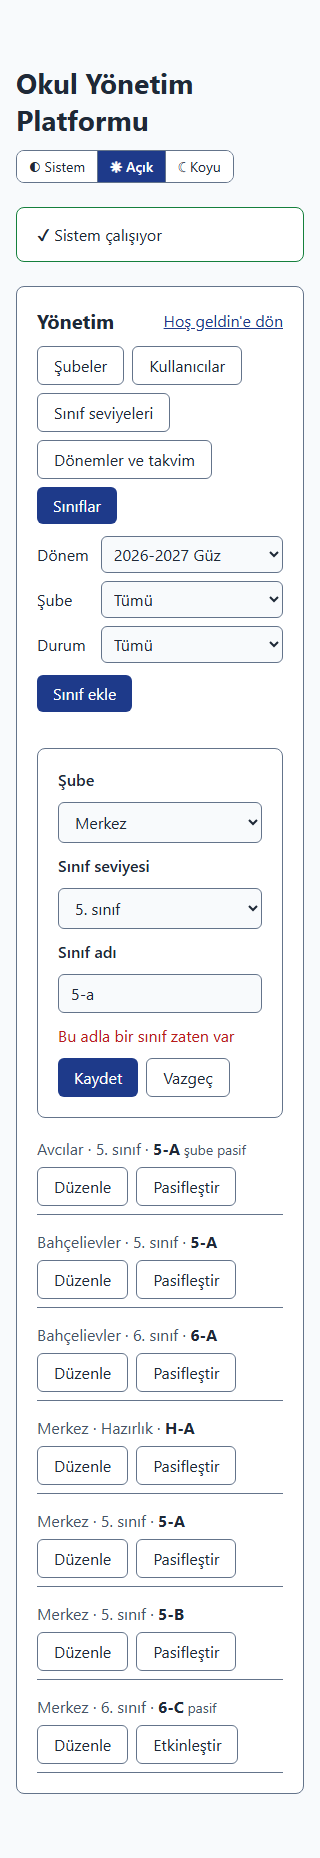 Okul Yönetim
Platformu
Sistem
Açık
Koyu
✓ Sistem çalışıyor
Yönetim
Hoş geldin'e dön
Şubeler
Kullanıcılar
Sınıf seviyeleri
Dönemler ve takvim
Sınıflar
Dönem
2026-2027 Güz
Şube
Tümü
Durum
Tümü
Sınıf ekle
Şube
Merkez
Sınıf seviyesi
5. sınıf
Sınıf adı
5-a
Bu adla bir sınıf zaten var
Kaydet
Vazgeç
Avcılar · 5. sınıf · 5-A şube pasif
Düzenle
Pasifleştir
Bahçelievler · 5. sınıf · 5-A
Düzenle
Pasifleştir
Bahçelievler · 6. sınıf · 6-A
Düzenle
Pasifleştir
Merkez · Hazırlık · H-A
Düzenle
Pasifleştir
Merkez · 5. sınıf · 5-A
Düzenle
Pasifleştir
Merkez · 5. sınıf · 5-B
Düzenle
Pasifleştir
Merkez · 6. sınıf · 6-C pasif
Düzenle
Etkinleştir